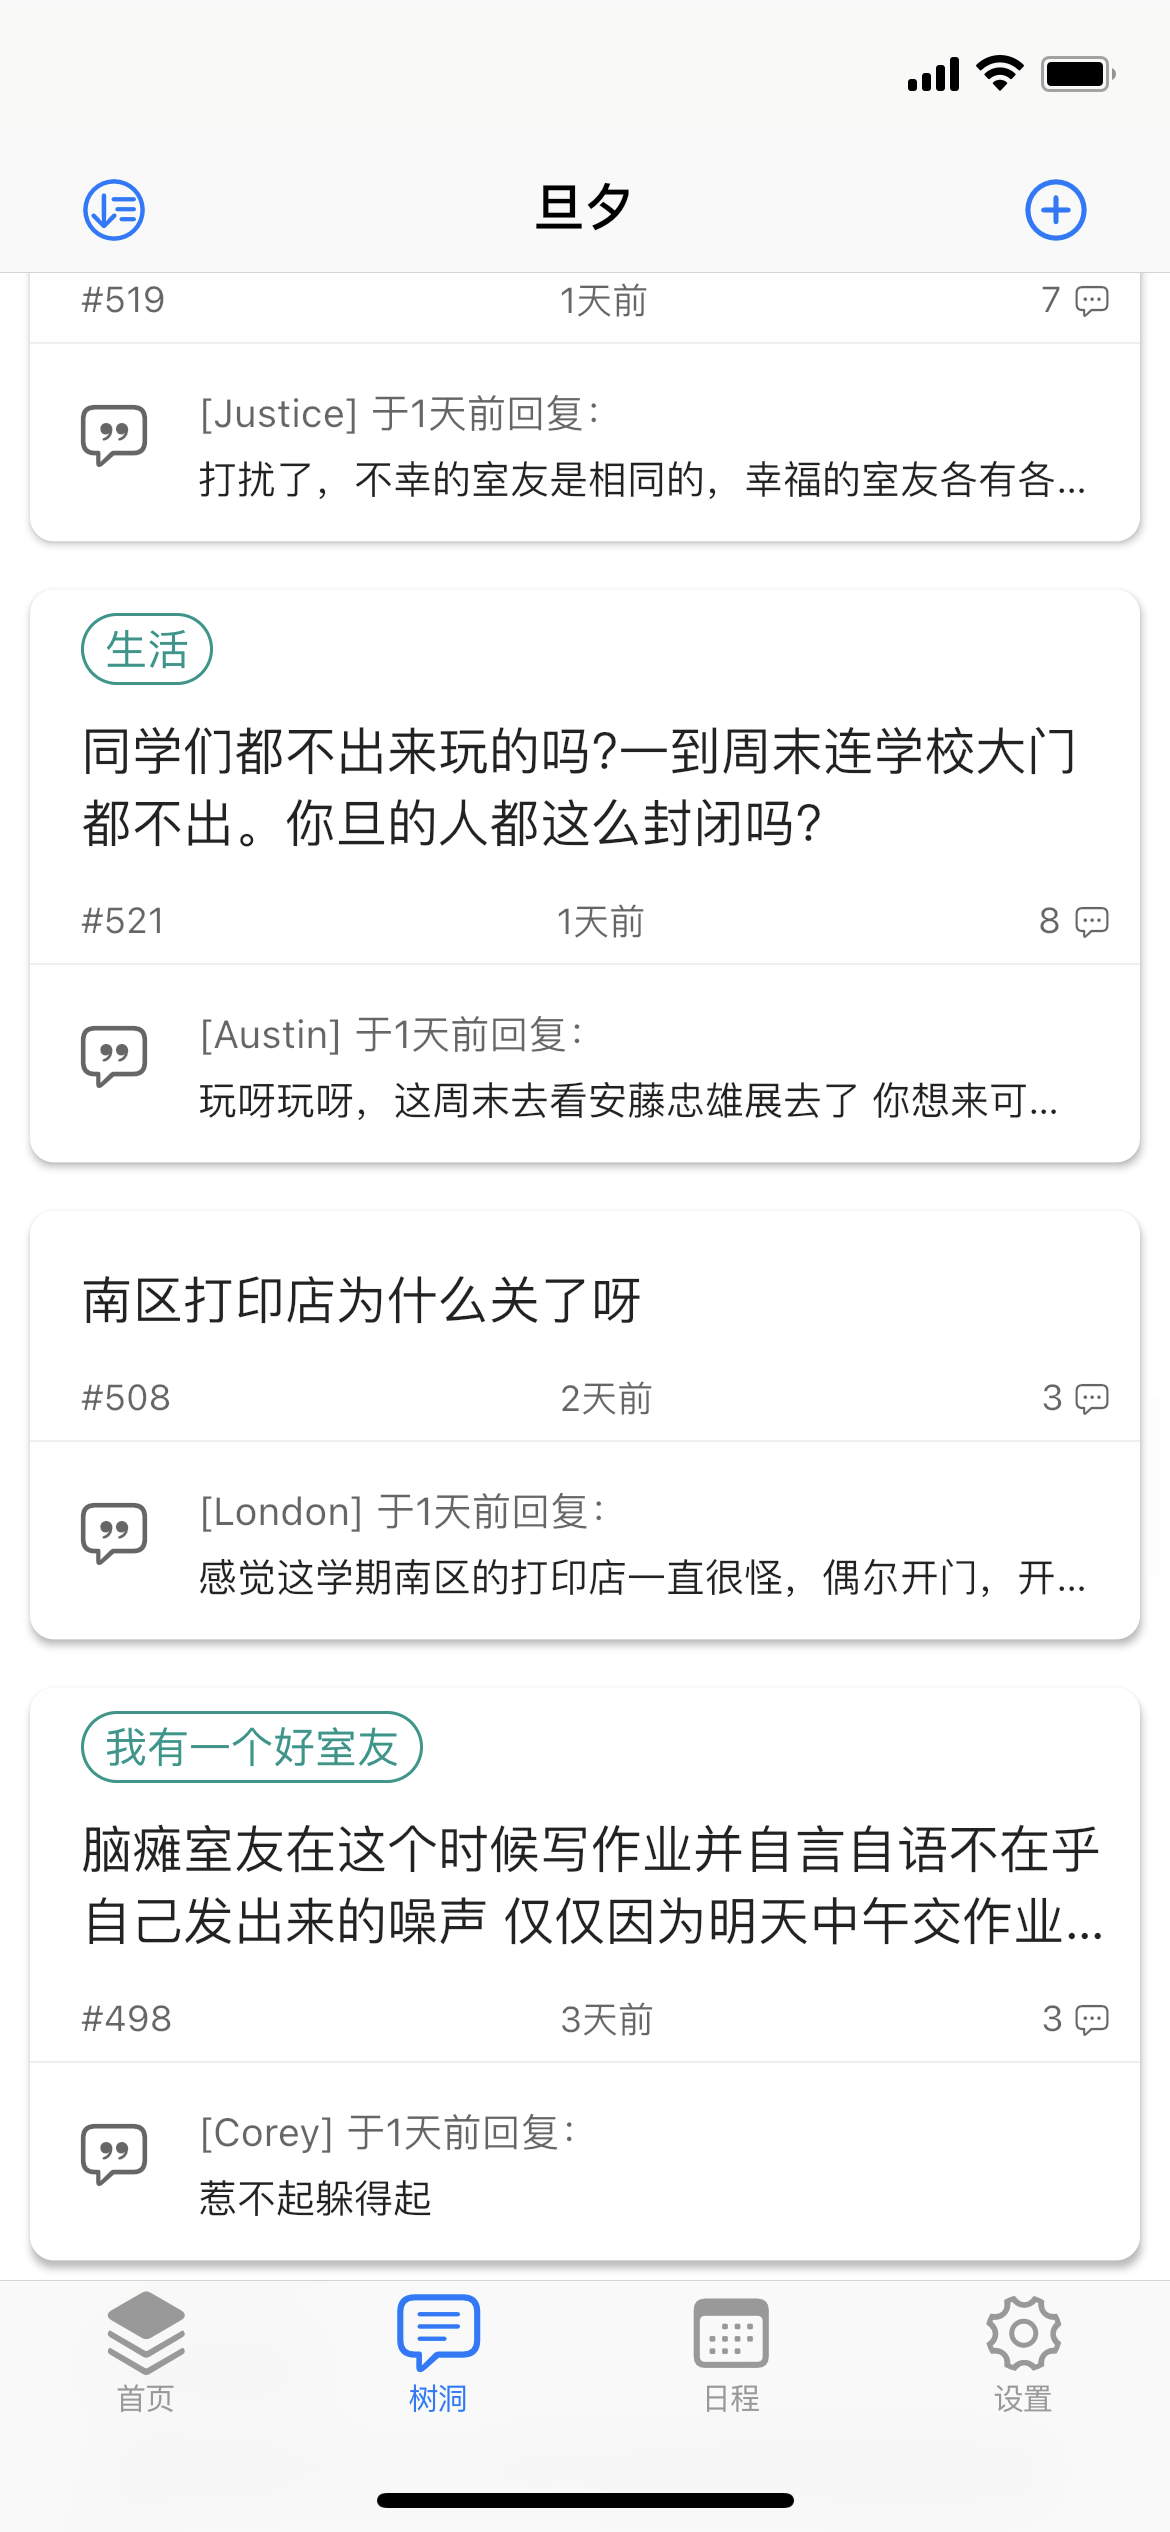 旦夕
#519 1天前 7
[Justice] 于1天前回复：
打扰了，不幸的室友是相同的，幸福的室友各有各...
生活
同学们都不出来玩的吗?一到周末连学校大门
都不出。你旦的人都这么封闭吗?
#521 1天前 8
[Austin] 于1天前回复：
玩呀玩呀，这周末去看安藤忠雄展去了 你想来可...
南区打印店为什么关了呀
#508 2天前 3
[London] 于1天前回复：
感觉这学期南区的打印店一直很怪，偶尔开门，开...
我有一个好室友
脑瘫室友在这个时候写作业并自言自语不在乎
自己发出来的噪声 仅仅因为明天中午交作业...
#498 3天前 3
[Corey] 于1天前回复：
惹不起躲得起
首页 树洞 日程 设置